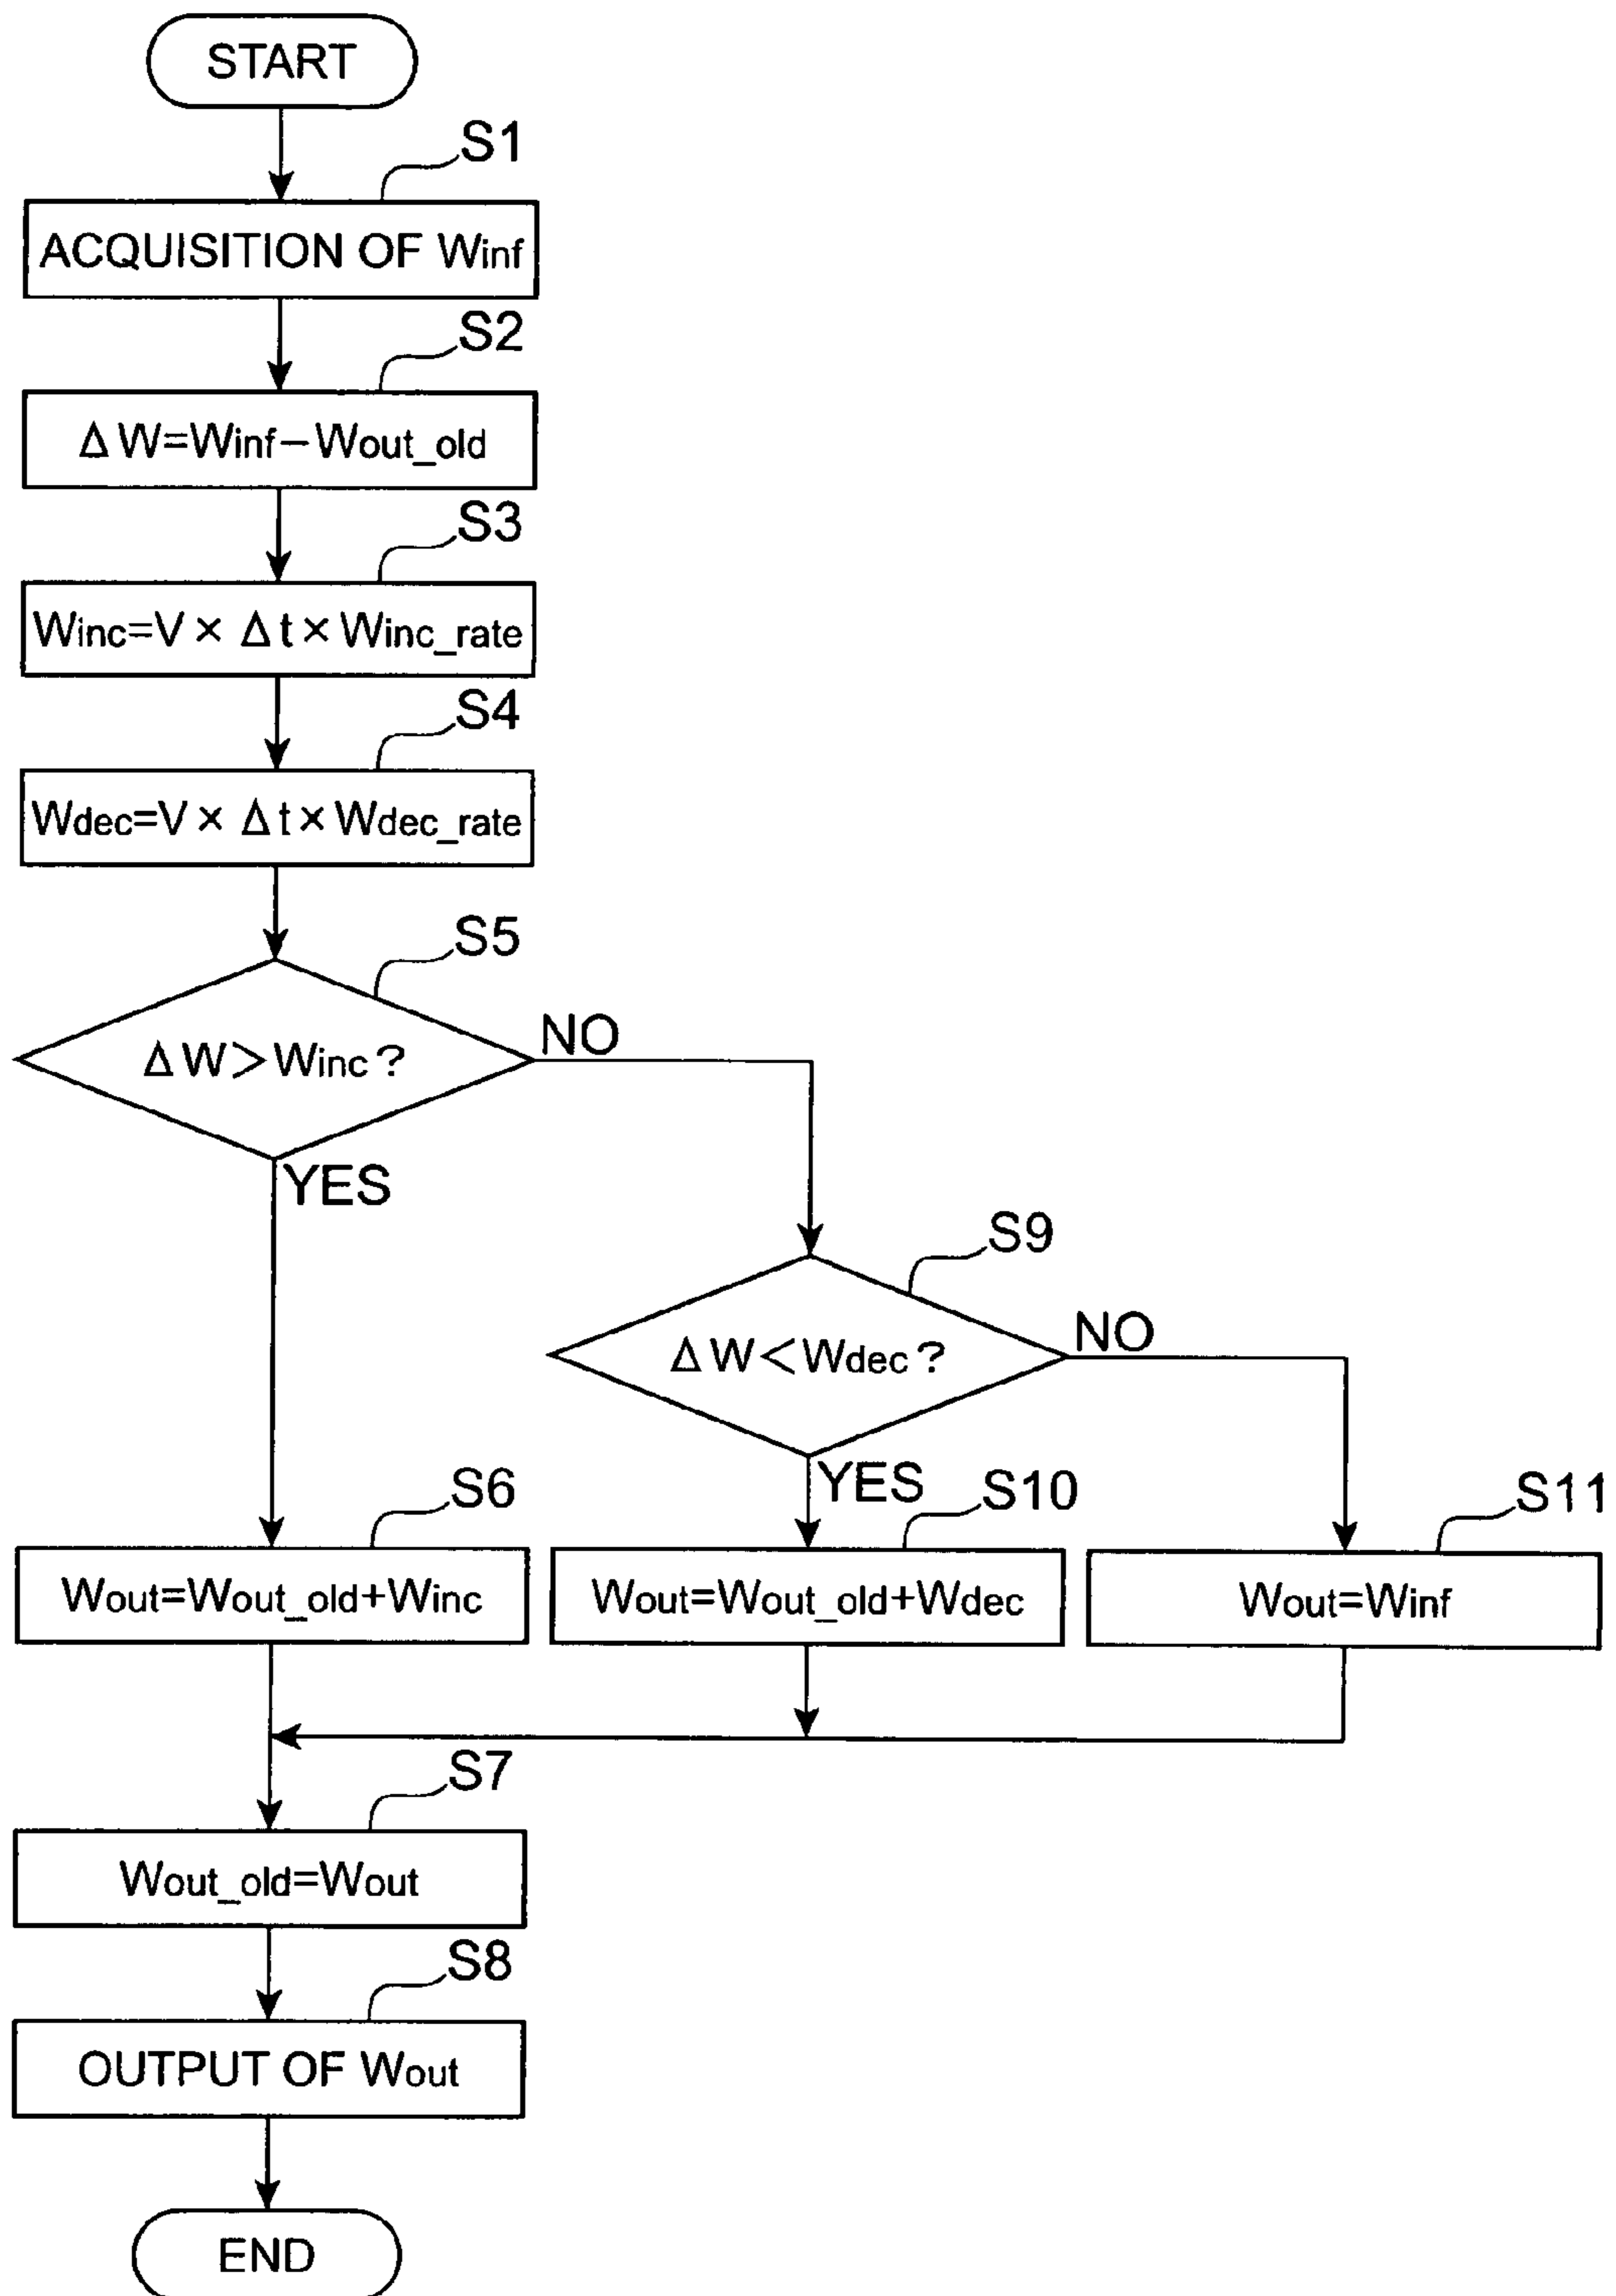 START
S1
ACQUISITION OF Winf
S2
ΔW=Winf−Wout_old
S3
Winc=V×Δt×Winc_rate
S4
Wdec=V×Δt×Wdec_rate
S5
ΔW>Winc?
NO
YES
S9
ΔW<Wdec?
NO
YES
S6
S10
S11
Wout=Wout_old+Winc
Wout=Wout_old+Wdec
Wout=Winf
S7
Wout_old=Wout
S8
OUTPUT OF Wout
END